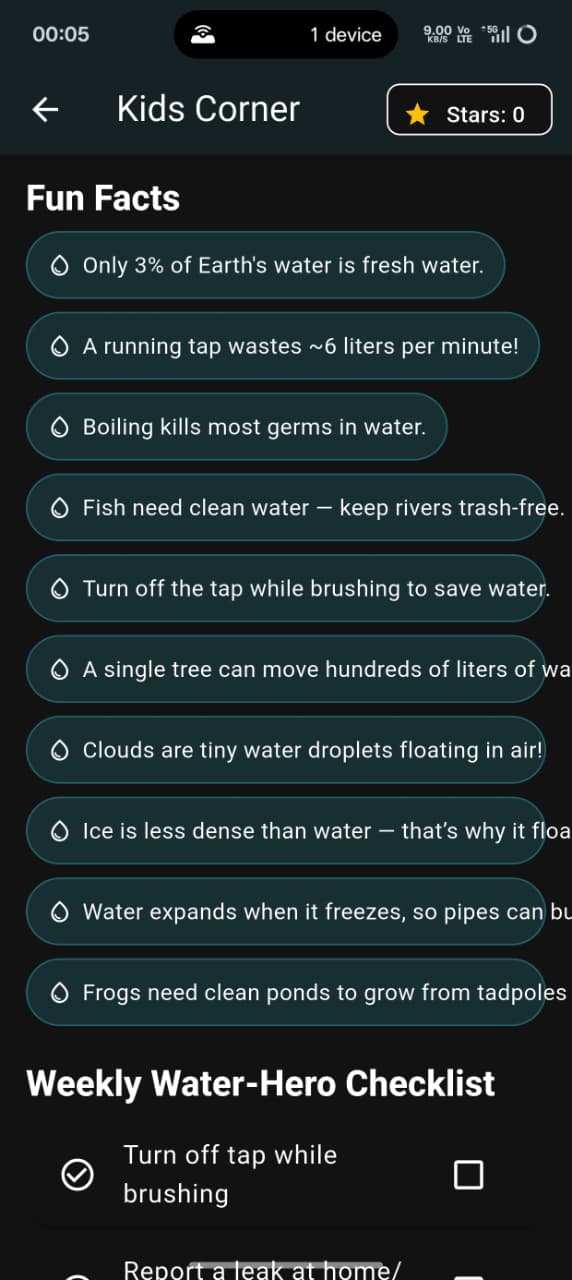 00:05
1 device
9.00 KB/S Vo LTE 5G
Kids Corner
Stars: 0
Fun Facts
Only 3% of Earth's water is fresh water.
A running tap wastes ~6 liters per minute!
Boiling kills most germs in water.
Fish need clean water — keep rivers trash-free.
Turn off the tap while brushing to save water.
A single tree can move hundreds of liters of wa
Clouds are tiny water droplets floating in air!
Ice is less dense than water — that’s why it floa
Water expands when it freezes, so pipes can bu
Frogs need clean ponds to grow from tadpoles
Weekly Water-Hero Checklist
Turn off tap while
brushing
Report a leak at home/